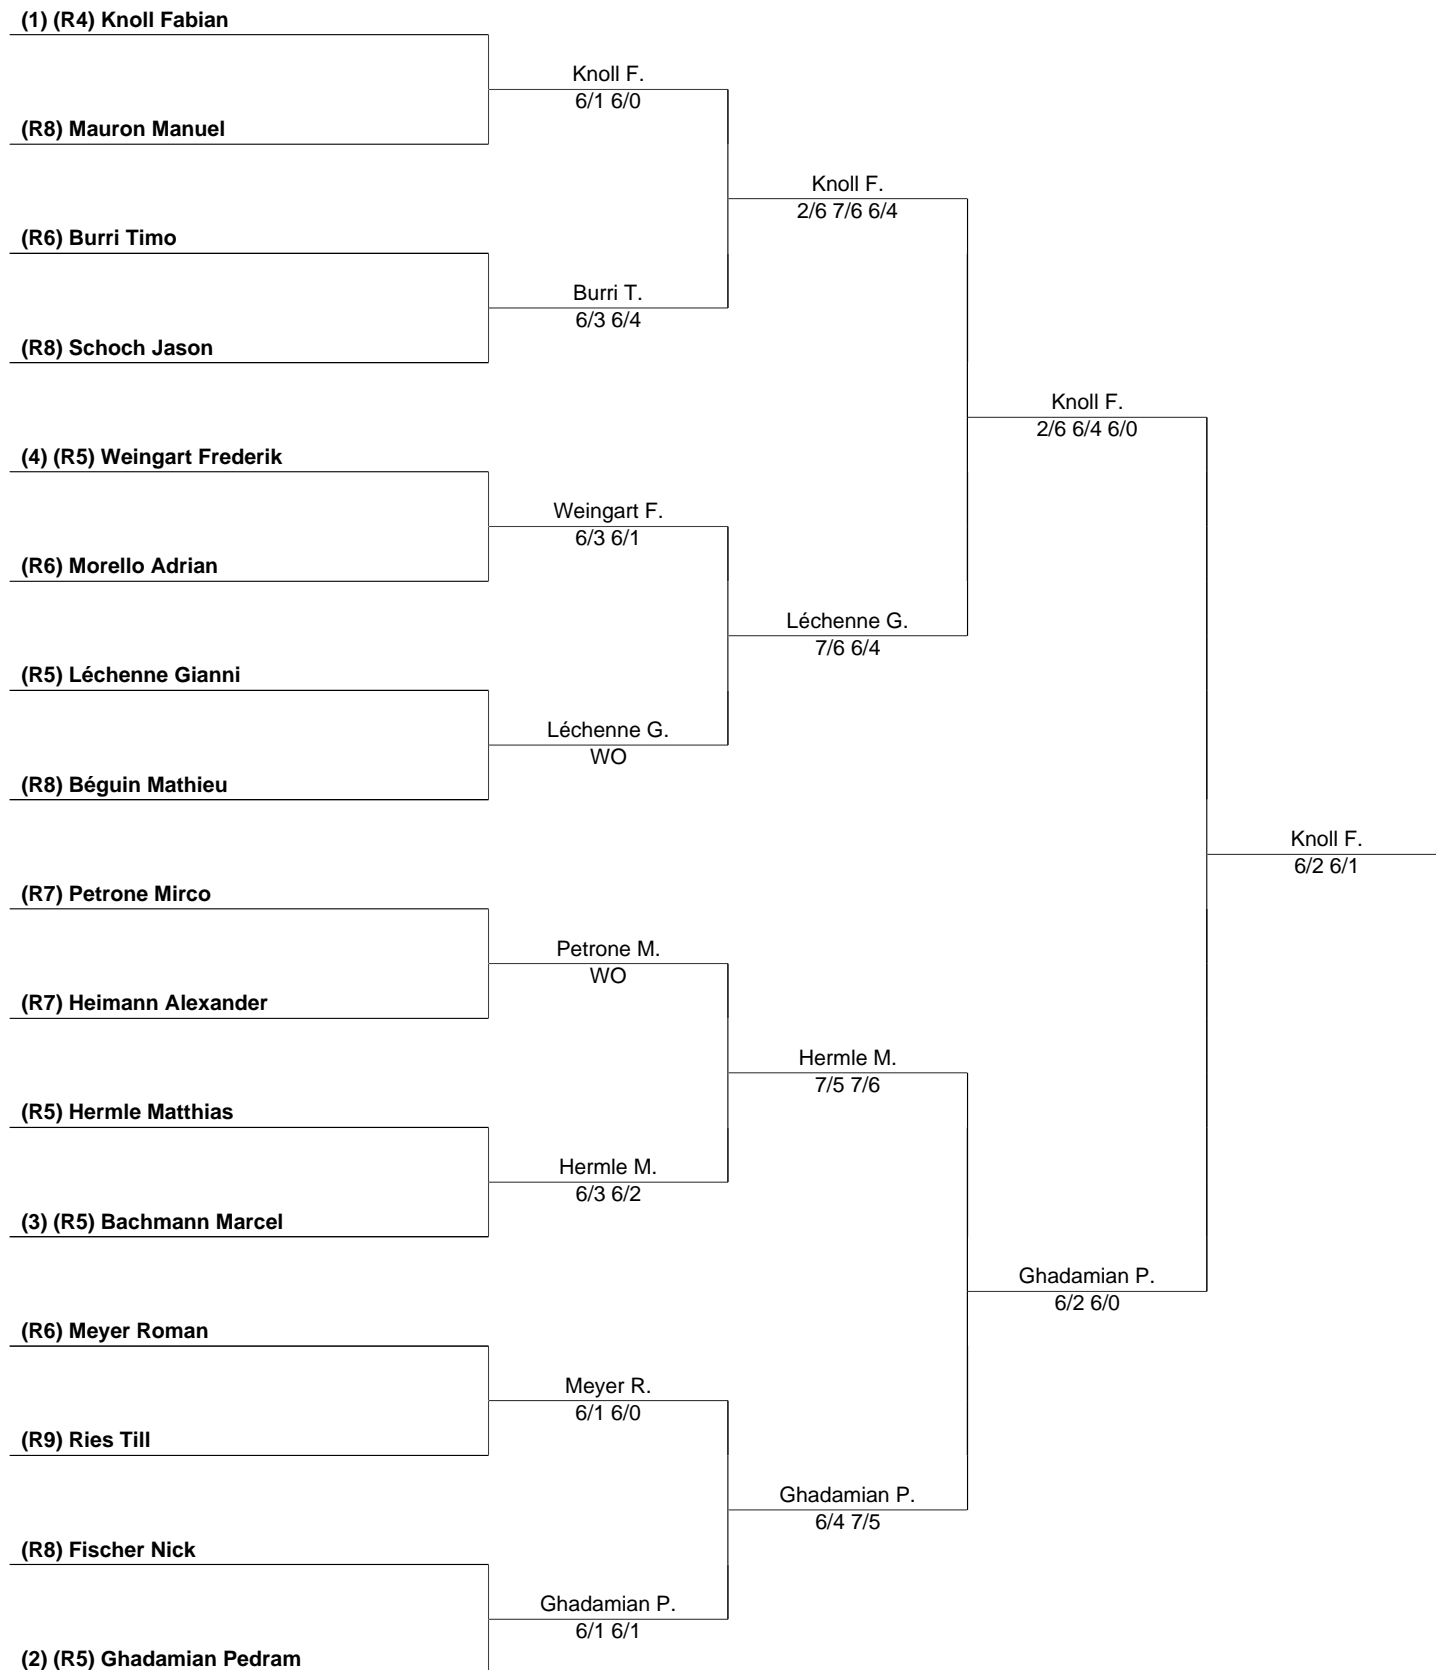 (1) (R4) Knoll Fabian
Knoll F.
6/1 6/0
(R8) Mauron Manuel
Knoll F.
2/6 7/6 6/4
(R6) Burri Timo
Burri T.
6/3 6/4
(R8) Schoch Jason
Knoll F.
2/6 6/4 6/0
(4) (R5) Weingart Frederik
Weingart F.
6/3 6/1
(R6) Morello Adrian
Léchenne G.
7/6 6/4
(R5) Léchenne Gianni
Léchenne G.
WO
(R8) Béguin Mathieu
Knoll F.
6/2 6/1
(R7) Petrone Mirco
Petrone M.
WO
(R7) Heimann Alexander
Hermle M.
7/5 7/6
(R5) Hermle Matthias
Hermle M.
6/3 6/2
(3) (R5) Bachmann Marcel
Ghadamian P.
6/2 6/0
(R6) Meyer Roman
Meyer R.
6/1 6/0
(R9) Ries Till
Ghadamian P.
6/4 7/5
(R8) Fischer Nick
Ghadamian P.
6/1 6/1
(2) (R5) Ghadamian Pedram